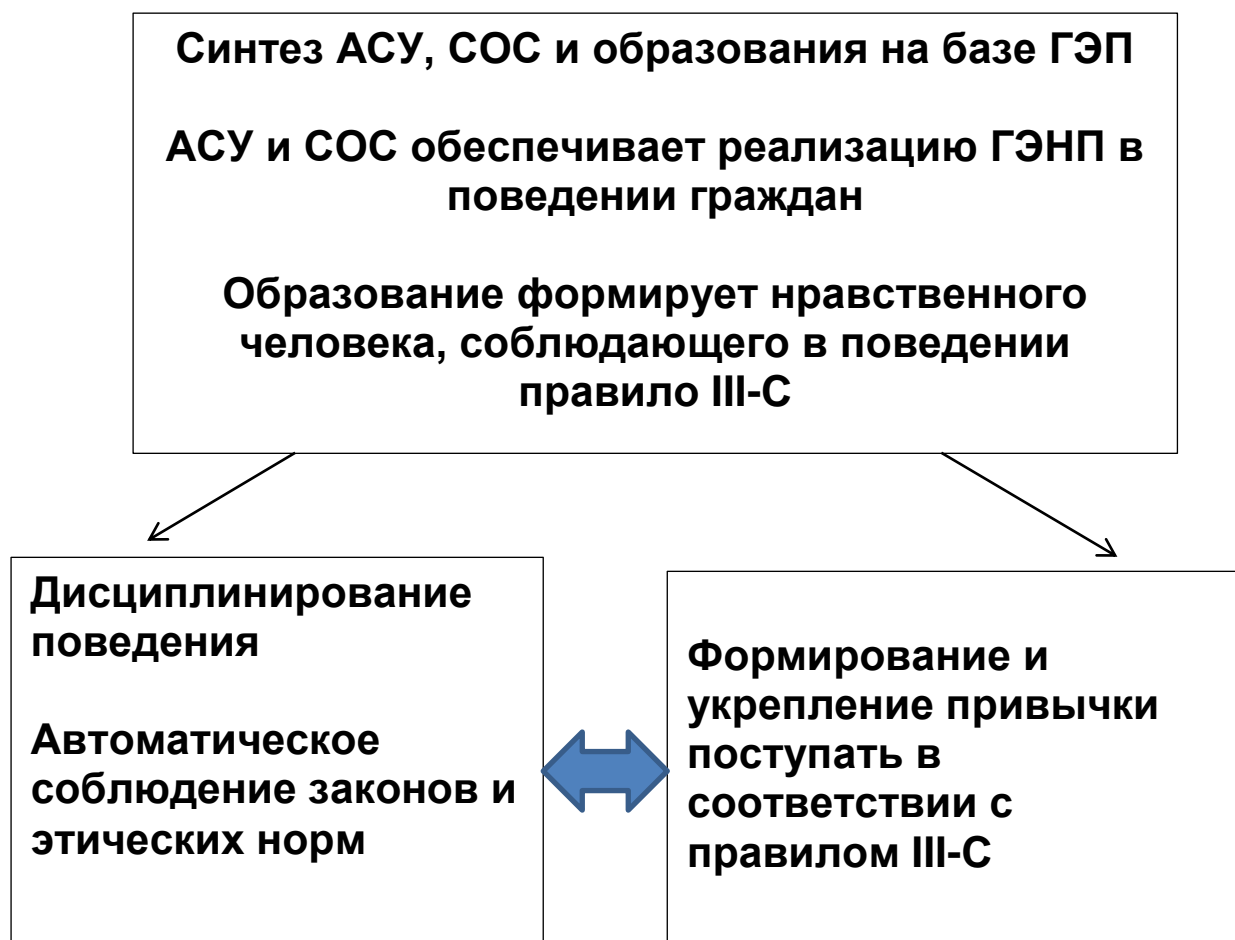 Синтез АСУ, СОС и образования на базе ГЭП
АСУ и СОС обеспечивает реализацию ГЭНП в
поведении граждан
Образование формирует нравственного
человека, соблюдающего в поведении
правило III-С
Дисциплинирование
поведения
Автоматическое
соблюдение законов и
этических норм
Формирование и
укрепление привычки
поступать в
соответствии с
правилом III-С